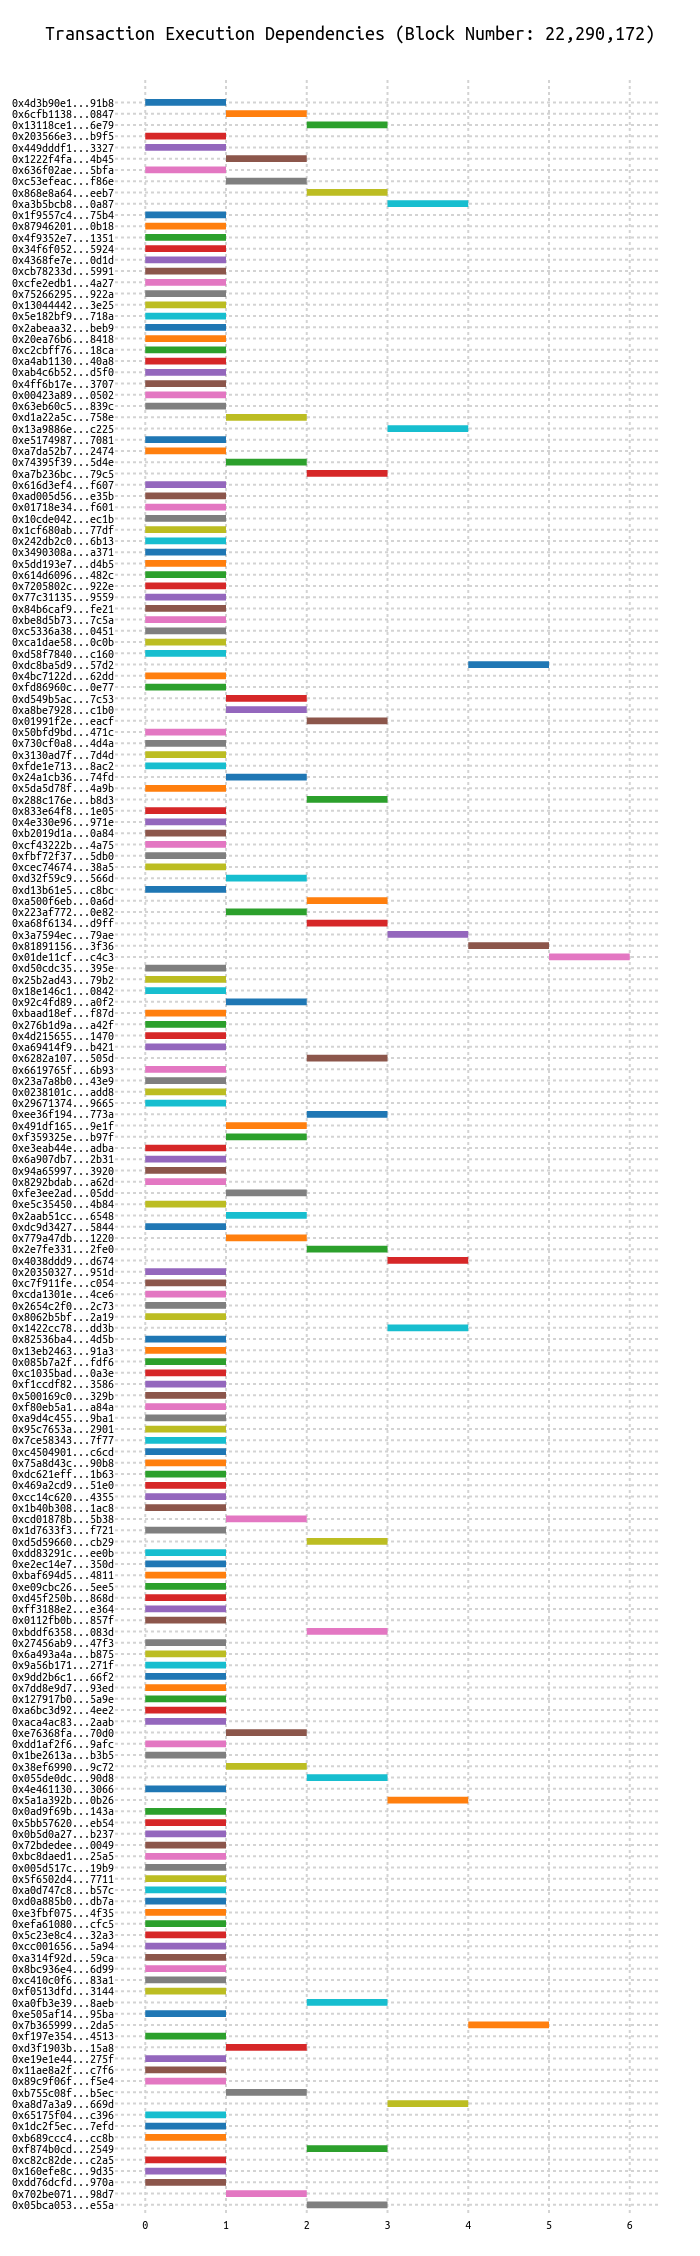 Transaction Execution Dependencies (Block Number: 22,290,172)
0x4d3b90e1...91b8
0x6cfb1138...0847
0x13118ce1...6e79
0x203566e3...b9f5
0x449dddf1...3327
0x1222f4fa...4b45
0x636f02ae...5bfa
0xc53efeac...f86e
0x868e8a64...eeb7
0xa3b5bcb8...0a87
0x1f9557c4...75b4
0x87946201...0b18
0x4f9352e7...1351
0x34f6f052...5924
0x4368fe7e...0d1d
0xcb78233d...5991
0xcfe2edb1...4a27
0x75266295...922a
0x13044442...3e25
0x5e182bf9...718a
0x2abeaa32...beb9
0x20ea76b6...8418
0xc2cbff76...18ca
0xa4ab1130...40a8
0xab4c6b52...d5f0
0x4ff6b17e...3707
0x00423a89...0502
0x63eb60c5...839c
0xd1a22a5c...758e
0x13a9886e...c225
0xe5174987...7081
0xa7da52b7...2474
0x74395f39...5d4e
0xa7b236bc...79c5
0x616d3ef4...f607
0xad005d56...e35b
0x01718e34...f601
0x10cde042...ec1b
0x1cf680ab...77df
0x242db2c0...6b13
0x3490308a...a371
0x5dd193e7...d4b5
0x614d6096...482c
0x7205802c...922e
0x77c31135...9559
0x84b6caf9...fe21
0xbe8d5b73...7c5a
0xc5336a38...0451
0xca1dae58...0c0b
0xd58f7840...c160
0xdc8ba5d9...57d2
0x4bc7122d...62dd
0xfd86960c...0e77
0xd549b5ac...7c53
0xa8be7928...c1b0
0x01991f2e...eacf
0x50bfd9bd...471c
0x730cf0a8...4d4a
0x3130ad7f...7d4d
0xfde1e713...8ac2
0x24a1cb36...74fd
0x5da5d78f...4a9b
0x288c176e...b8d3
0x833e64f8...1e05
0x4e330e96...971e
0xb2019d1a...0a84
0xcf43222b...4a75
0xfbf72f37...5db0
0xcec74674...38a5
0xd32f59c9...566d
0xd13b61e5...c8bc
0xa500f6eb...0a6d
0x223af772...0e82
0xa68f6134...d9ff
0x3a7594ec...79ae
0x81891156...3f36
0x01de11cf...c4c3
0xd50cdc35...395e
0x25b2ad43...79b2
0x18e146c1...0842
0x92c4fd89...a0f2
0xbaad18ef...f87d
0x276b1d9a...a42f
0x4d215655...1470
0xa69414f9...b421
0x6282a107...505d
0x6619765f...6b93
0x23a7a8b0...43e9
0x0238101c...add8
0x29671374...9665
0xee36f194...773a
0x491df165...9e1f
0xf359325e...b97f
0xe3eab44e...adba
0x6a907db7...2b31
0x94a65997...3920
0x8292bdab...a62d
0xfe3ee2ad...05dd
0xe5c35450...4b84
0x2aab51cc...6548
0xdc9d3427...5844
0x779a47db...1220
0x2e7fe331...2fe0
0x4038ddd9...d674
0x20350327...951d
0xc7f911fe...c054
0xcda1301e...4ce6
0x2654c2f0...2c73
0x8062b5bf...2a19
0x1422cc78...dd3b
0x82536ba4...4d5b
0x13eb2463...91a3
0x085b7a2f...fdf6
0xc1035bad...0a3e
0xf1ccdf82...3586
0x500169c0...329b
0xf80eb5a1...a84a
0xa9d4c455...9ba1
0x95c7653a...2901
0x7ce58343...7f77
0xc4504901...c6cd
0x75a8d43c...90b8
0xdc621eff...1b63
0x469a2cd9...51e0
0xcc14c620...4355
0x1b40b308...1ac8
0xcd01878b...5b38
0x1d7633f3...f721
0xd5d59660...cb29
0xdd83291c...ee0b
0xe2ec14e7...350d
0xbaf694d5...4811
0xe09cbc26...5ee5
0xd45f250b...868d
0xff3188e2...e364
0x0112fb0b...857f
0xbddf6358...083d
0x27456ab9...47f3
0x6a493a4a...b875
0x9a56b171...271f
0x9dd2b6c1...66f2
0x7dd8e9d7...93ed
0x127917b0...5a9e
0xa6bc3d92...4ee2
0xaca4ac83...2aab
0xe76368fa...70d0
0xdd1af2f6...9afc
0x1be2613a...b3b5
0x38ef6990...9c72
0x055de0dc...90d8
0x4e461130...3066
0x5a1a392b...0b26
0x0ad9f69b...143a
0x5bb57620...eb54
0x0b5d0a27...b237
0x72bdedee...0049
0xbc8daed1...25a5
0x005d517c...19b9
0x5f6502d4...7711
0xa0d747c8...b57c
0xd0a885b0...db7a
0xe3fbf075...4f35
0xefa61080...cfc5
0x5c23e8c4...32a3
0xcc001656...5a94
0xa314f92d...59ca
0x8bc936e4...6d99
0xc410c0f6...83a1
0xf0513dfd...3144
0xa0fb3e39...8aeb
0xe505af14...95ba
0x7b365999...2da5
0xf197e354...4513
0xd3f1903b...15a8
0xe19e1e44...275f
0x11ae8a2f...c7f6
0x89c9f06f...f5e4
0xb755c08f...b5ec
0xa8d7a3a9...669d
0x65175f04...c396
0x1dc2f5ec...7efd
0xb689ccc4...cc8b
0xf874b0cd...2549
0xc82c82de...c2a5
0x160efe8c...9d35
0xdd76dcfd...970a
0x702be071...98d7
0x05bca053...e55a
0 1 2 3 4 5 6